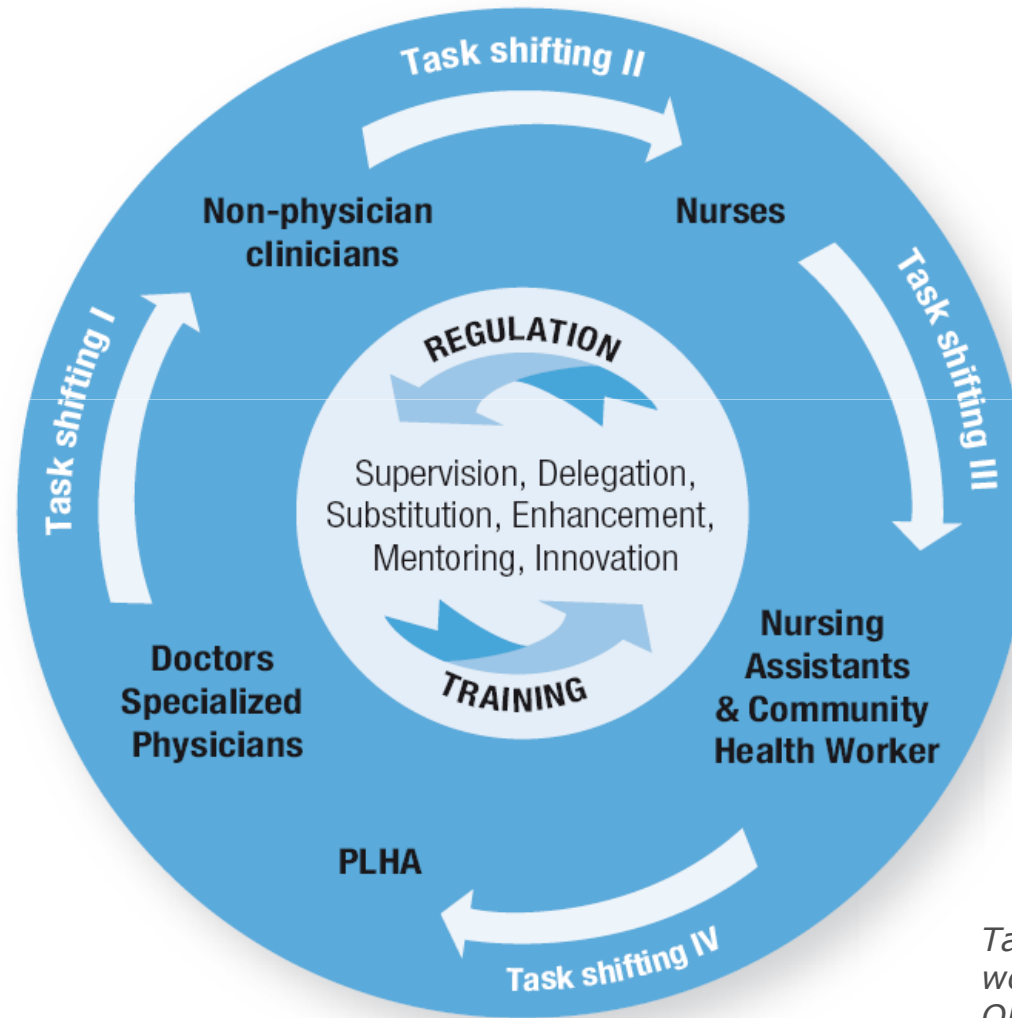 Task shifting II
Non-physician
clinicians
Nurses
Task shifting I
Task shifting III
REGULATION
Supervision, Delegation,
Substitution, Enhancement,
Mentoring, Innovation
TRAINING
Doctors
Specialized
Physicians
Nursing
Assistants
& Community
Health Worker
PLHA
Task shifting IV